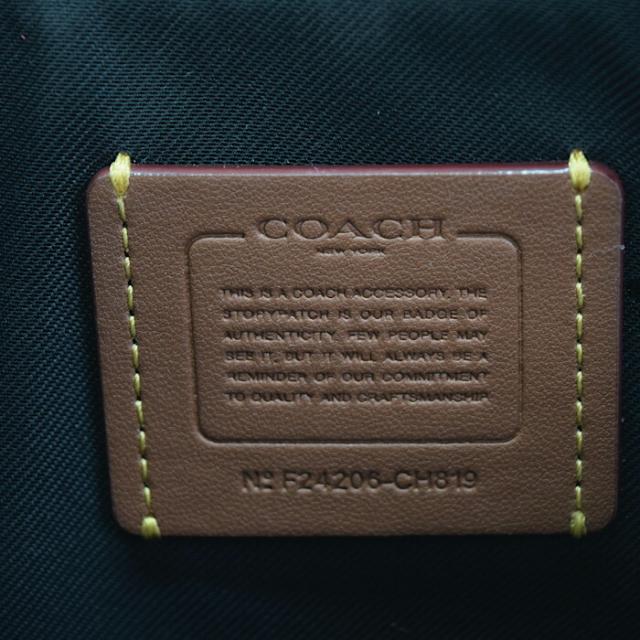 COACH
NEW YORK
THIS IS A COACH ACCESSORY. THE
STORYPATCH IS OUR BADGE OF
AUTHENTICITY. FEW PEOPLE MAY
SEE IT, BUT IT WILL ALWAYS BE A
REMINDER OF OUR COMMITMENT
TO QUALITY AND CRAFTSMANSHIP
Nº F24206-CH819